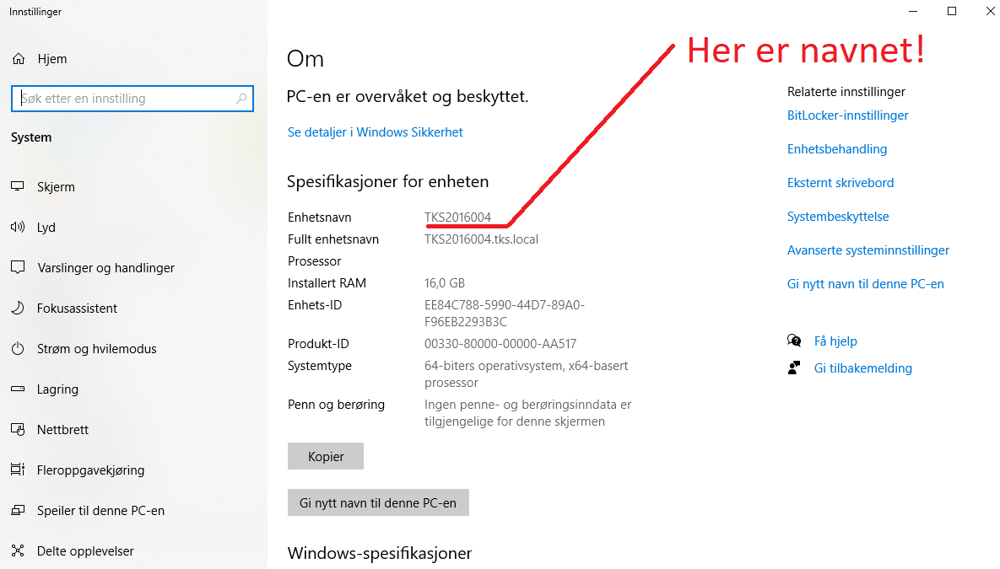 Innstillinger
Hjem
Søk etter en innstilling
System
Skjerm
Lyd
Varslinger og handlinger
Fokusassistent
Strøm og hvilemodus
Lagring
Nettbrett
Fleroppgavekjøring
Speiler til denne PC-en
Delte opplevelser
Her er navnet!
Om
PC-en er overvåket og beskyttet.
Se detaljer i Windows Sikkerhet
Spesifikasjoner for enheten
Enhetsnavn TKS2016004
Fullt enhetsnavn TKS2016004.tks.local
Prosessor
Installert RAM 16,0 GB
Enhets-ID EE84C788-5990-44D7-89A0-
F96EB2293B3C
Produkt-ID 00330-80000-00000-AA517
Systemtype 64-biters operativsystem, x64-basert
prosessor
Penn og berøring Ingen penne- og berøringsinndata er
tilgjengelige for denne skjermen
Kopier
Gi nytt navn til denne PC-en
Windows-spesifikasjoner
Relaterte innstillinger
BitLocker-innstillinger
Enhetsbehandling
Eksternt skrivebord
Systembeskyttelse
Avanserte systeminnstillinger
Gi nytt navn til denne PC-en
Få hjelp
Gi tilbakemelding